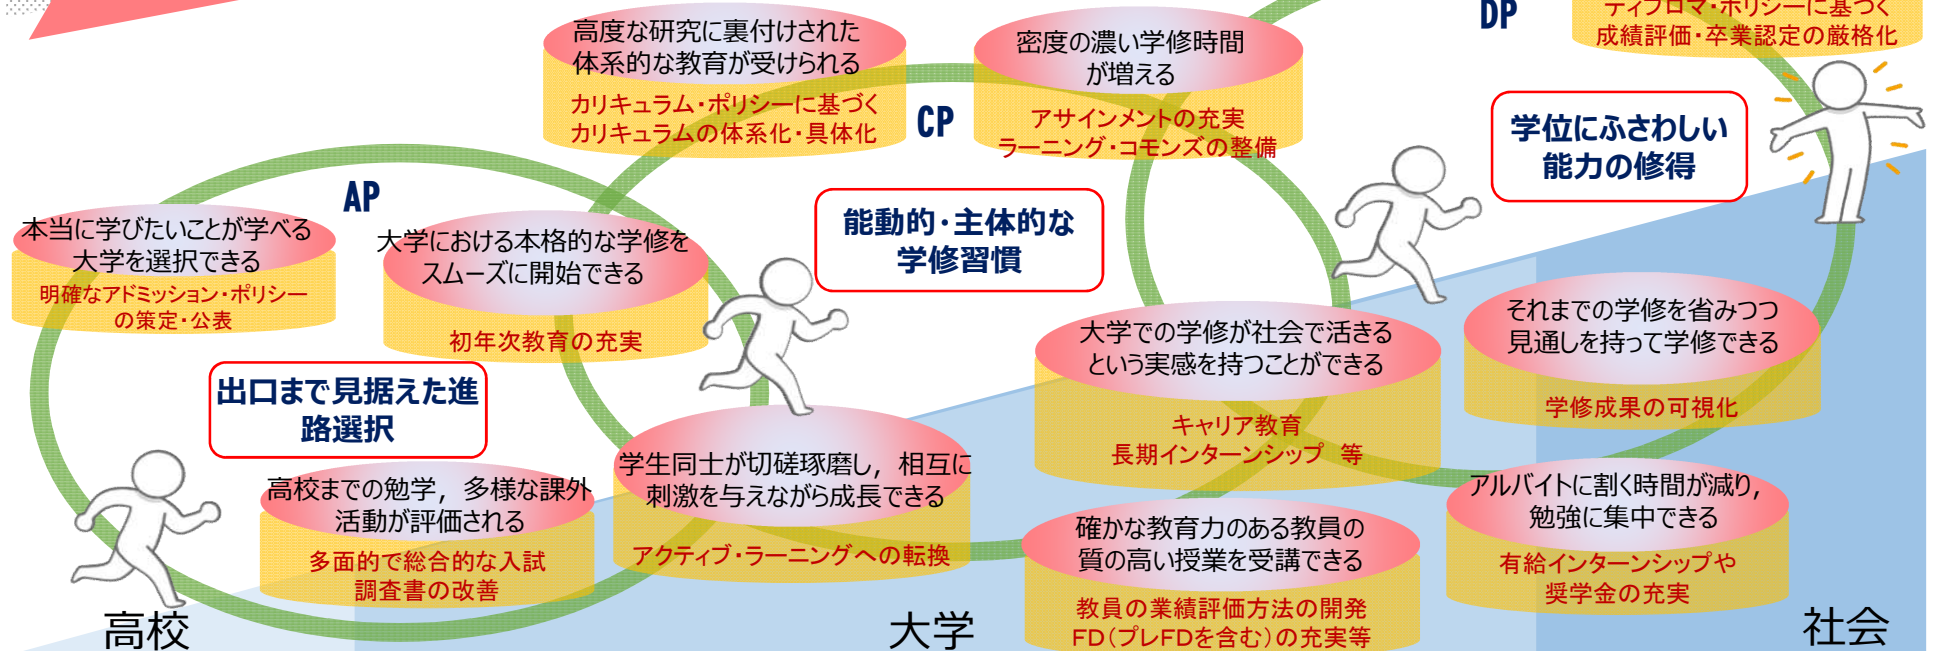 高度な研究に裏付けされた
体系的な教育が受けられる
カリキュラム・ポリシーに基づく
カリキュラムの体系化・具体化
CP
密度の濃い学修時間
が増える
アサインメントの充実
ラーニング・コモンズの整備
DP
ディプロマ・ポリシーに基づく
成績評価・卒業認定の厳格化
学位にふさわしい
能力の修得
AP
本当に学びたいことが学べる
大学を選択できる
明確なアドミッション・ポリシー
の策定・公表
大学における本格的な学修を
スムーズに開始できる
初年次教育の充実
能動的・主体的な
学修習慣
出口まで見据えた進
路選択
大学での学修が社会で活きる
という実感を持つことができる
キャリア教育
長期インターンシップ 等
それまでの学修を省みつつ
見通しを持って学修できる
学修成果の可視化
高校までの勉学，多様な課外
活動が評価される
多面的で総合的な入試
調査書の改善
学生同士が切磋琢磨し，相互に
刺激を与えながら成長できる
アクティブ・ラーニングへの転換
確かな教育力のある教員の
質の高い授業を受講できる
教員の業績評価方法の開発
FD（プレFDを含む）の充実等
アルバイトに割く時間が減り，
勉強に集中できる
有給インターンシップや
奨学金の充実
高校
大学
社会